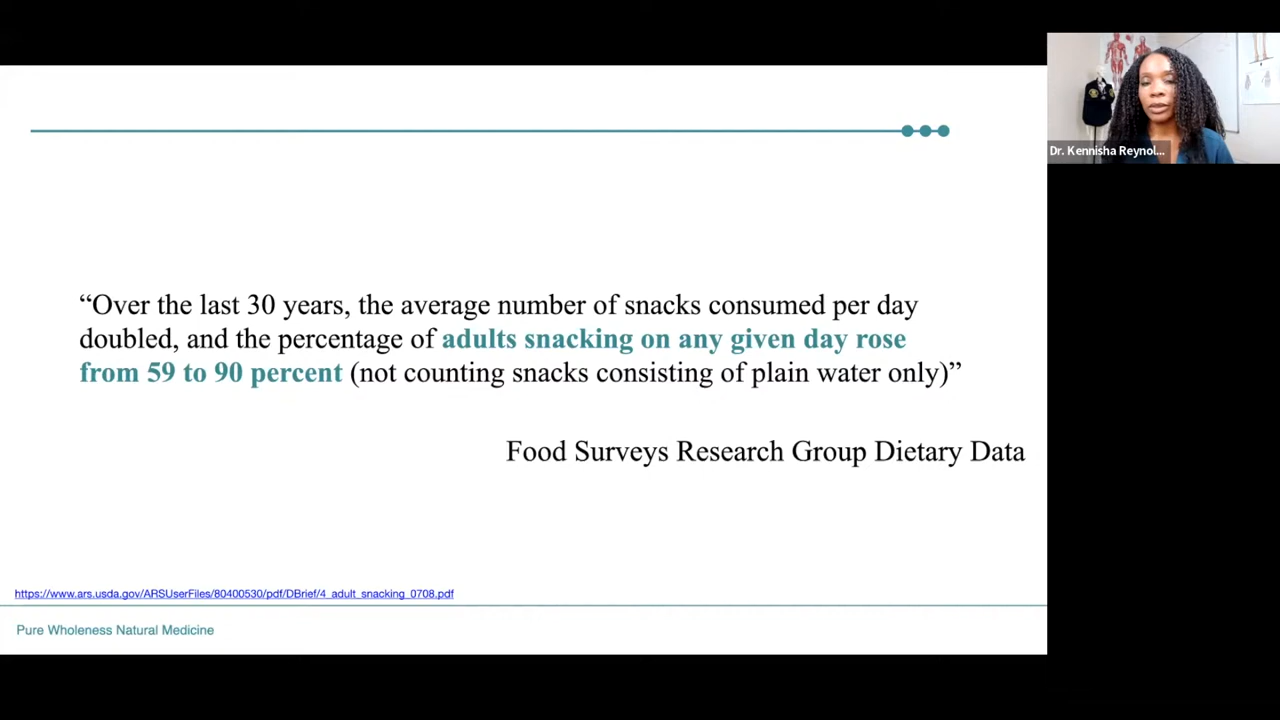 Dr. Kennisha Reynol...
“Over the last 30 years, the average number of snacks consumed per day
doubled, and the percentage of adults snacking on any given day rose
from 59 to 90 percent (not counting snacks consisting of plain water only)”
Food Surveys Research Group Dietary Data
https://www.ars.usda.gov/ARSUserFiles/80400530/pdf/DBrief/4_adult_snacking_0708.pdf
Pure Wholeness Natural Medicine